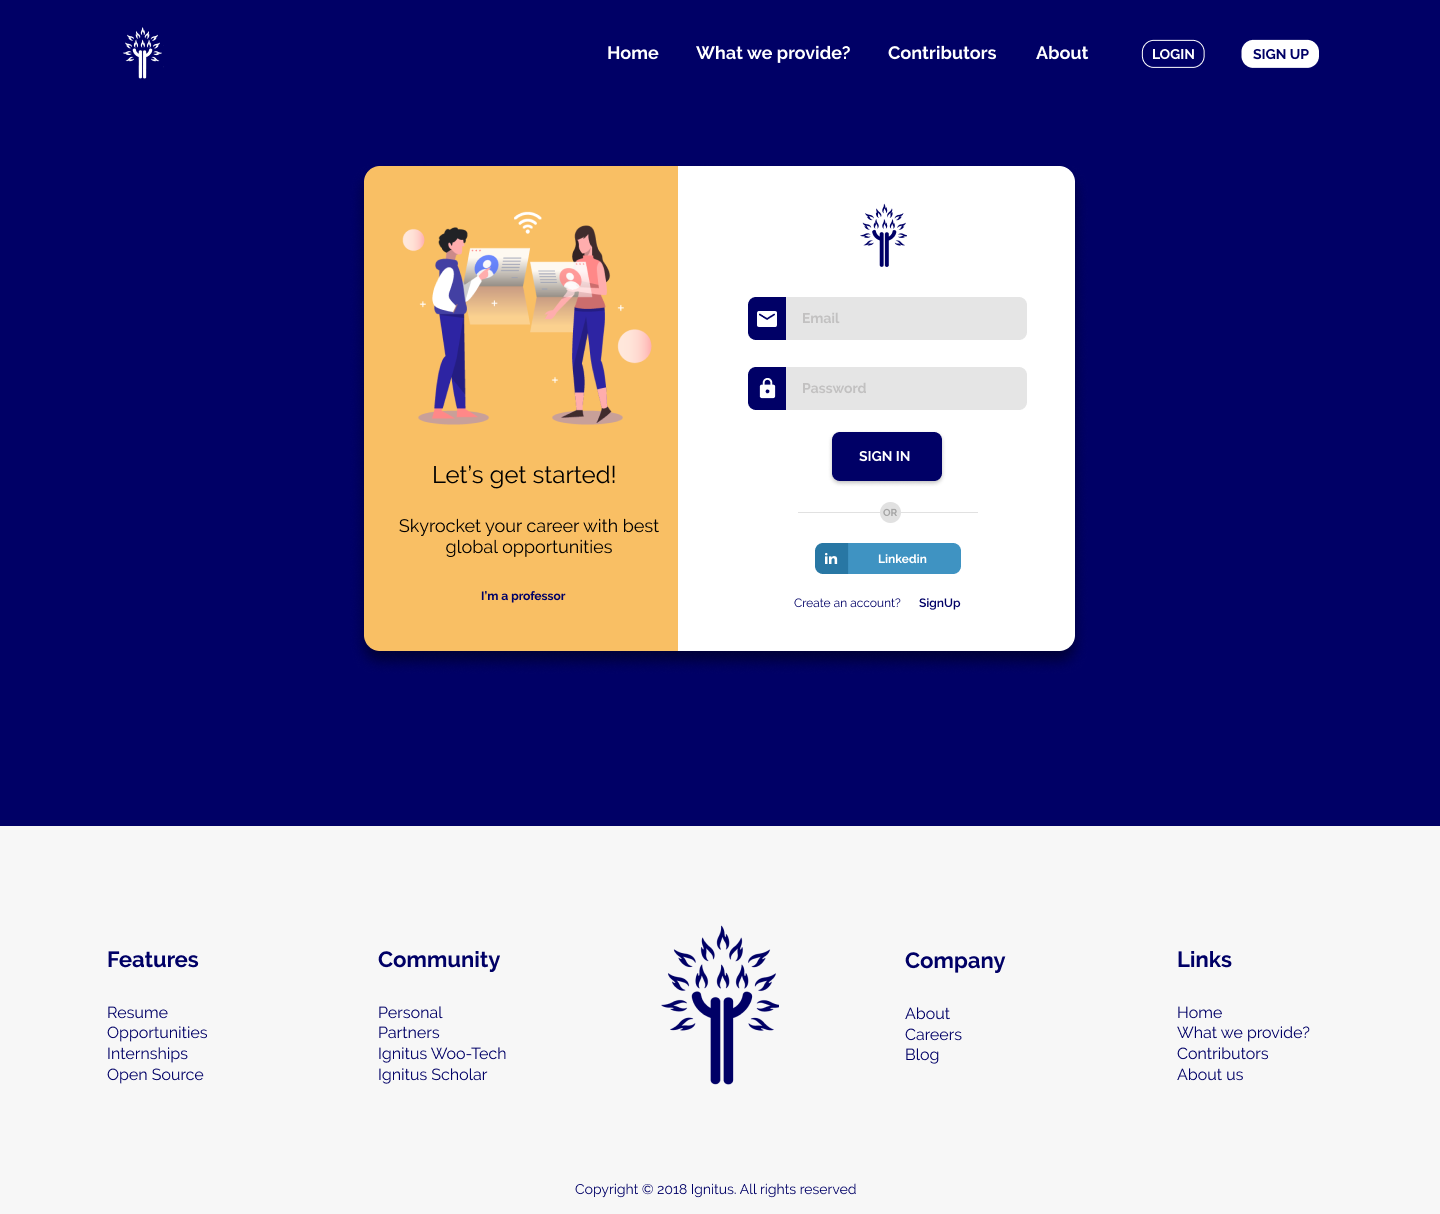 Home What we provide? Contributors About LOGIN SIGN UP
Let's get started!
Skyrocket your career with best
global opportunities
I'm a professor
Email
Password
SIGN IN
OR
in Linkedin
Create an account? SignUp
Features
Resume
Opportunities
Internships
Open Source
Community
Personal
Partners
Ignitus Woo-Tech
Ignitus Scholar
Company
About
Careers
Blog
Links
Home
What we provide?
Contributors
About us
Copyright © 2018 Ignitus. All rights reserved